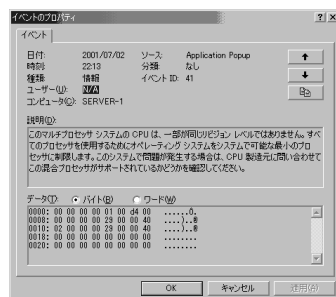 イベントのプロパティ
イベント
日付: 2001/07/02 ソース: Application Popup
時刻: 22:13 分類: なし
種類: 情報 イベント ID: 41
ユーザー(U): N/A
コンピュータ(C): SERVER-1
説明(D):
このマルチプロセッサ システムの CPU は、一部が同じリビジョン レベルではありません。すべ
てのプロセッサを使用するためにオペレーティング システムをシステムで可能な最小のプロ
セッサに制限します。このシステムで問題が発生する場合は、CPU 製造元に問い合わせて
この混合プロセッサがサポートされているかどうかを確認してください。
データ(T): バイト(B) ワード(W)
0000: 00 00 00 00 01 00 d4 00 ......Ô.
0008: 00 00 00 00 29 00 00 40 ....)..@
0010: 02 00 00 00 29 00 00 40 ....)..@
0018: 00 00 00 00 00 00 00 00 ........
0020: 00 00 00 00 00 00 00 00 ........
OK キャンセル 適用(A)